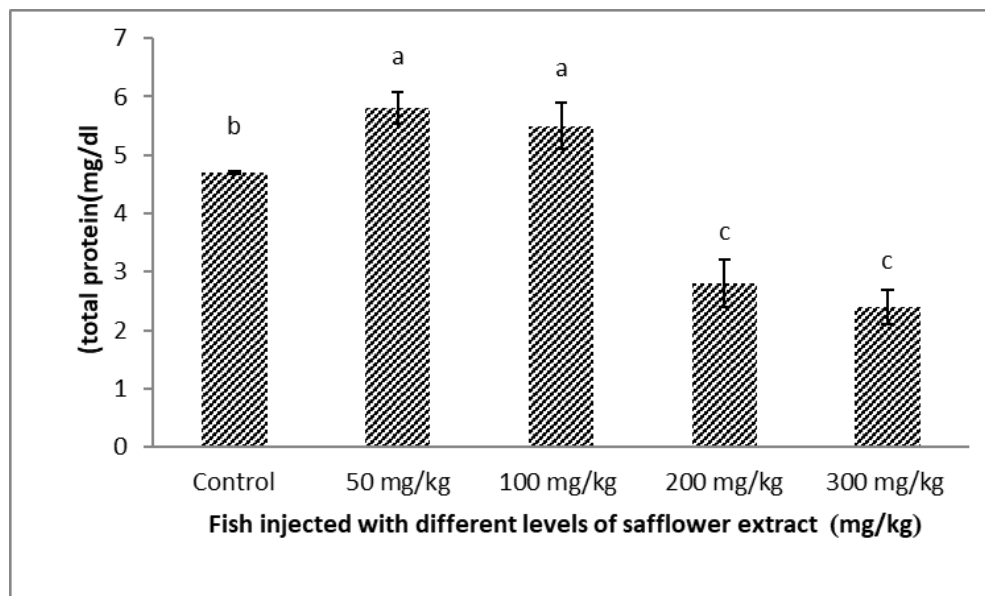 (total protein(mg/dl
7
6
5
4
3
2
1
0
b
a
a
c
c
Control
50 mg/kg
100 mg/kg
200 mg/kg
300 mg/kg
Fish injected with different levels of safflower extract (mg/kg)